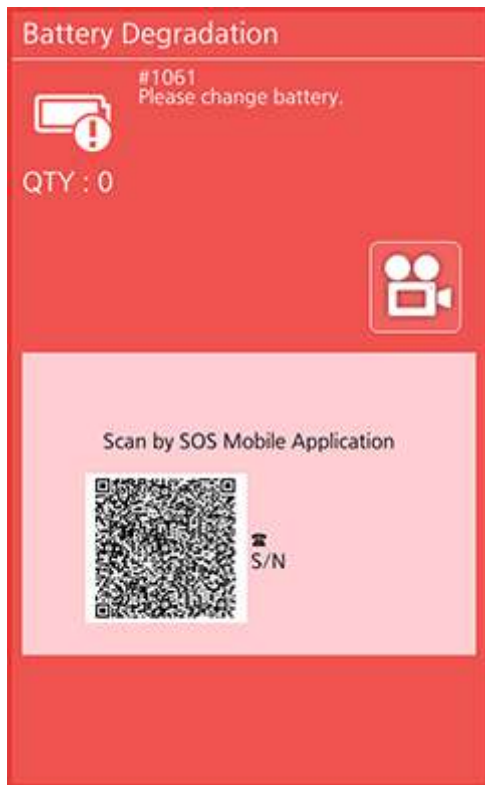 Battery Degradation
#1061
Please change battery.
QTY : 0
Scan by SOS Mobile Application
☎
S/N